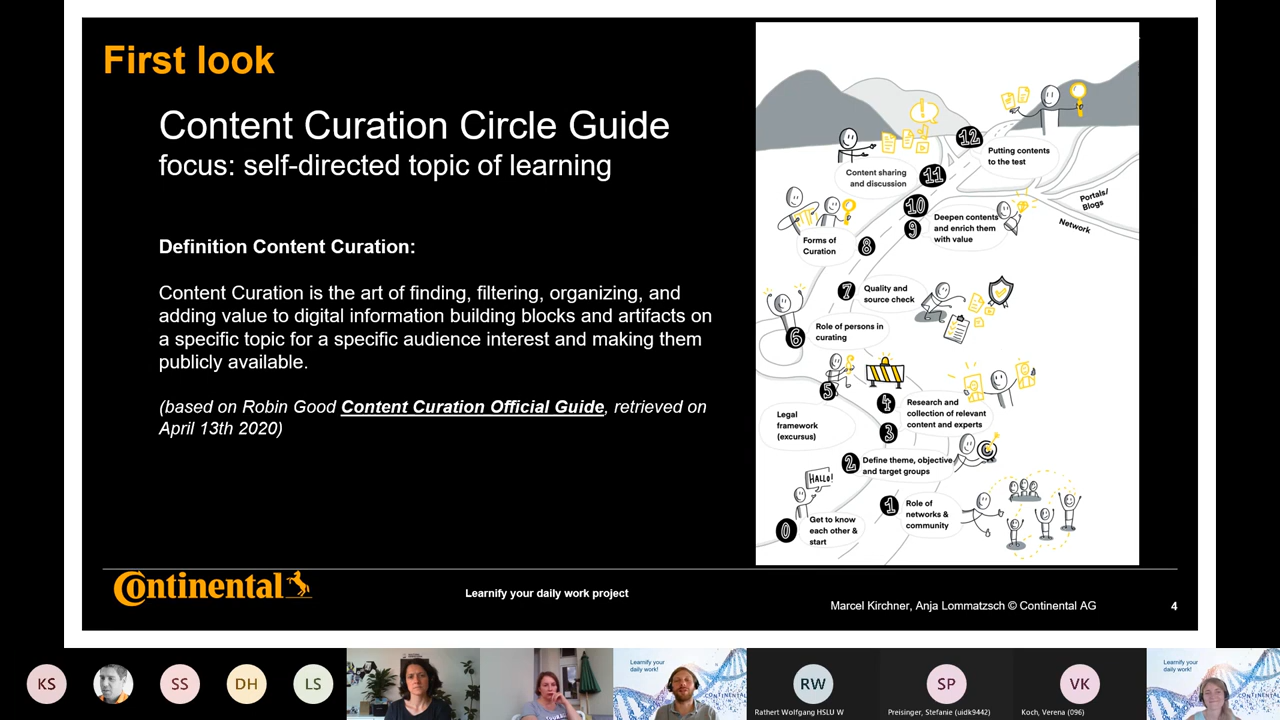 First look
Content Curation Circle Guide
focus: self-directed topic of learning
Definition Content Curation:
Content Curation is the art of finding, filtering, organizing, and
adding value to digital information building blocks and artifacts on
a specific topic for a specific audience interest and making them
publicly available.
(based on Robin Good Content Curation Official Guide, retrieved on
April 13th 2020)
12
Putting contents
to the test
Content sharing
and discussion
11
10
9
Deepen contents
and enrich them
with value
Portals/
Blogs
Network
Forms of
Curation
8
7
Quality and
source check
6
Role of persons in
curating
5
Legal
framework
(excursus)
4
3
Research and
collection of relevant
content and experts
2
Define theme, objective
and target groups
HALLO!
1
Role of
networks &
community
0
Get to know
each other &
start
Continental
Learnify your daily work project
Marcel Kirchner, Anja Lommatzsch © Continental AG
4
KS
SS
DH
LS
Learnify your
daily work!
RW
Rathert Wolfgang HSLU W
SP
Preisinger, Stefanie (uidk9442)
VK
Koch, Verena (096)
Learnify your
daily work!